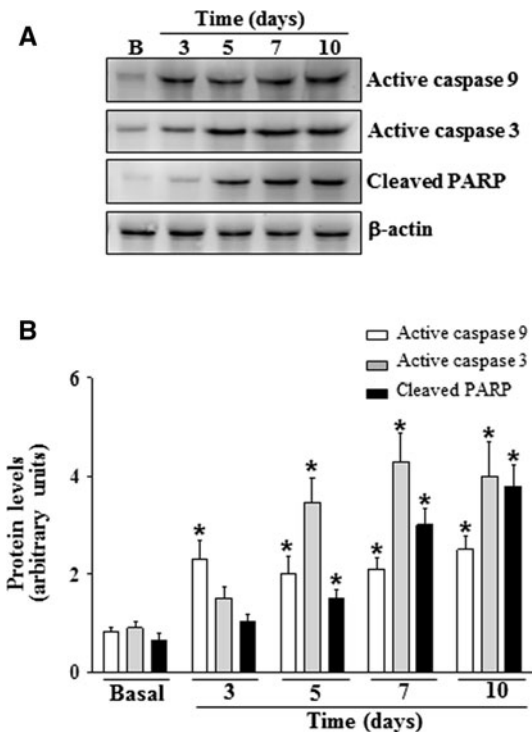 A
Time (days)
B 3 5 7 10
Active caspase 9
Active caspase 3
Cleaved PARP
β-actin
B
Active caspase 9
Active caspase 3
Cleaved PARP
Protein levels
(arbitrary units)
6
4
2
0
* * * * * * * * * *
Basal 3 5 7 10
Time (days)